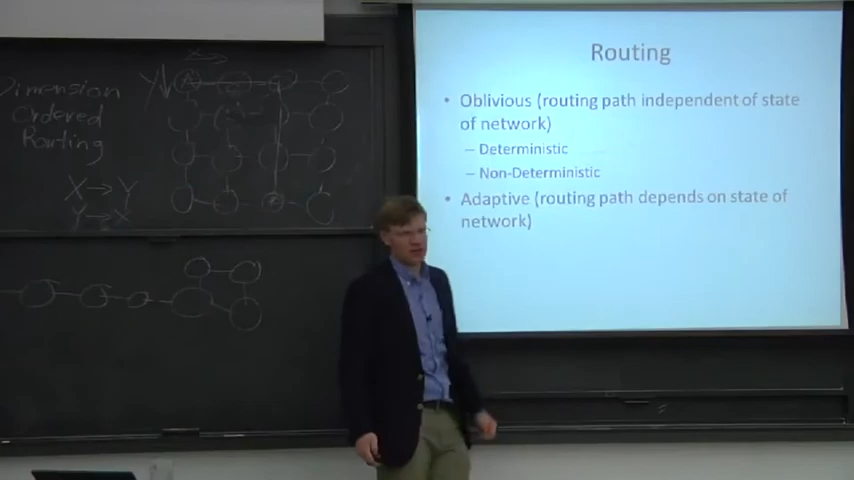 Dimension
Ordered
Routing
X→Y
Y→X
X→
Y↓
A
Routing
• Oblivious (routing path independent of state
of network)
– Deterministic
– Non-Deterministic
• Adaptive (routing path depends on state of
network)